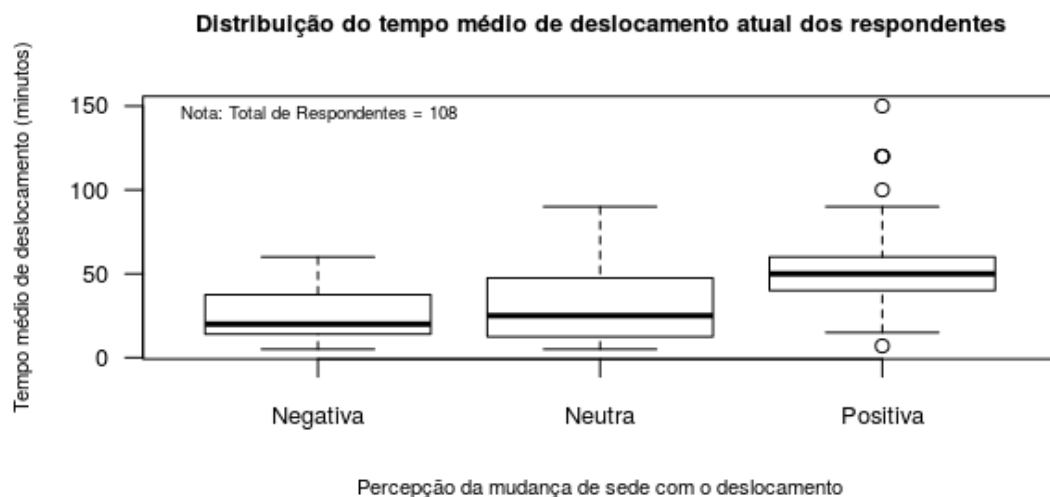 Distribuição do tempo médio de deslocamento atual dos respondentes
Tempo médio de deslocamento (minutos)
Nota: Total de Respondentes = 108
150
100
50
0
Negativa
Neutra
Positiva
Percepção da mudança de sede com o deslocamento